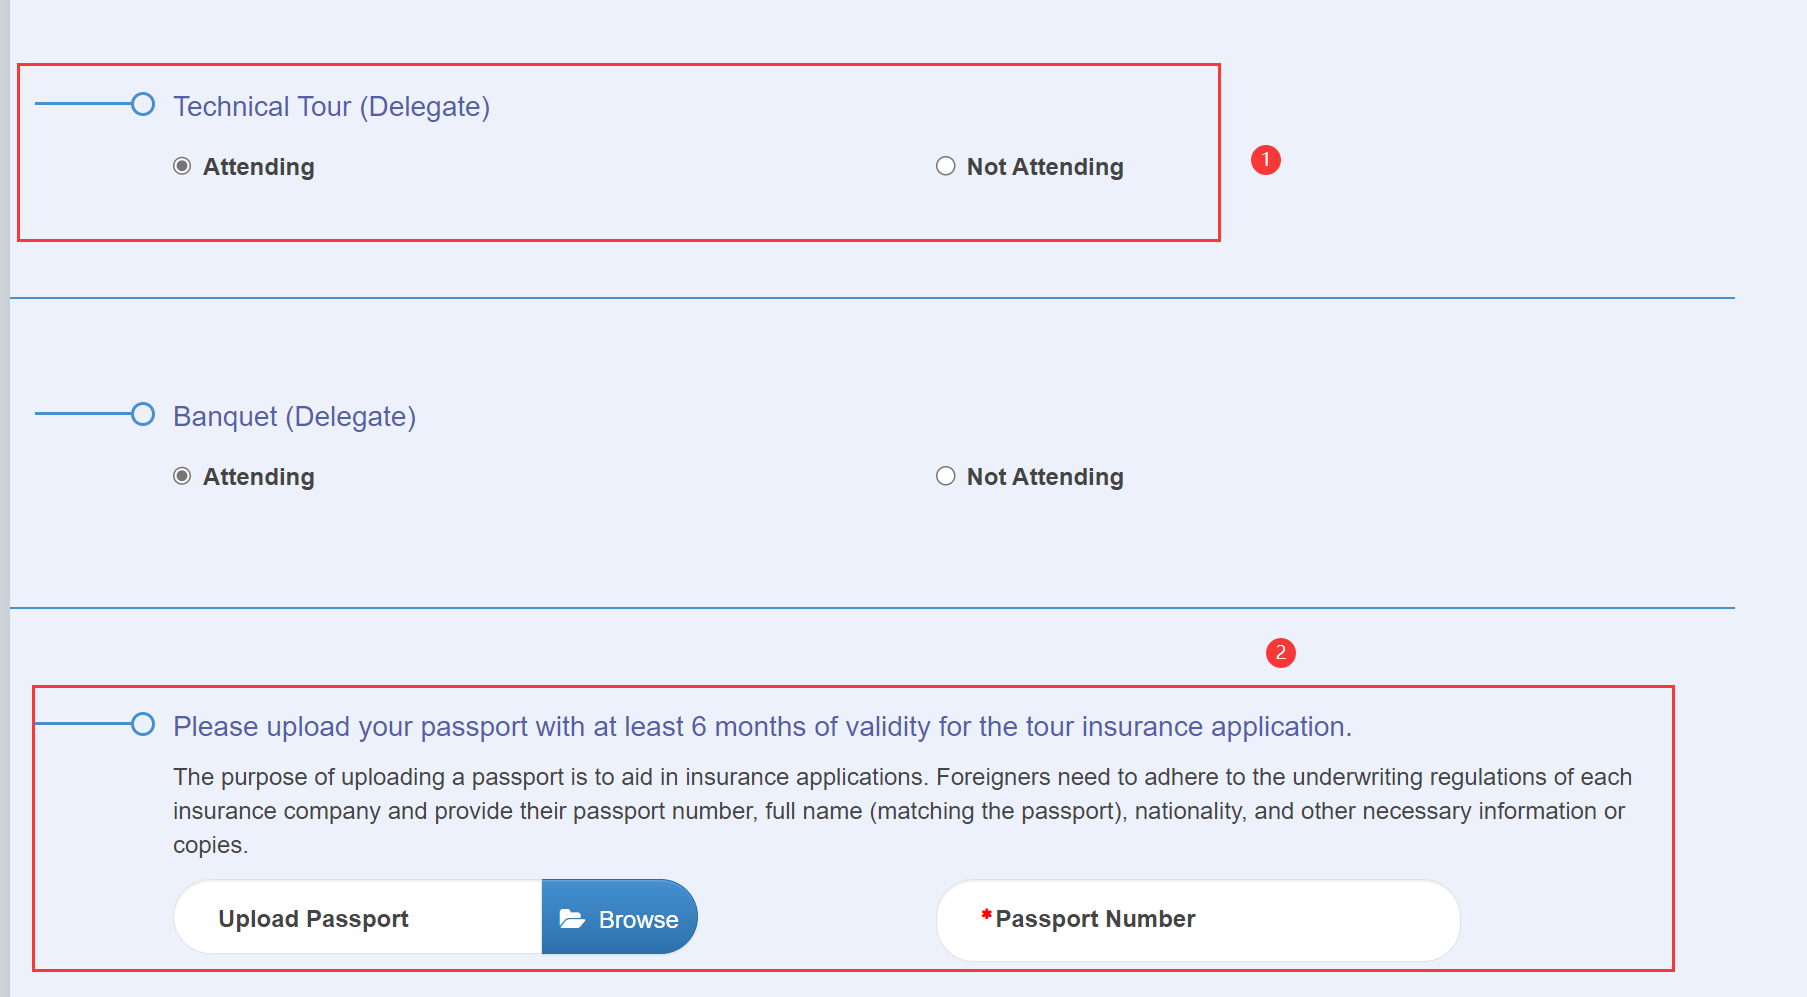 Technical Tour (Delegate)
Attending Not Attending
1
Banquet (Delegate)
Attending Not Attending
2
Please upload your passport with at least 6 months of validity for the tour insurance application.
The purpose of uploading a passport is to aid in insurance applications. Foreigners need to adhere to the underwriting regulations of each
insurance company and provide their passport number, full name (matching the passport), nationality, and other necessary information or
copies.
Upload Passport Browse *Passport Number